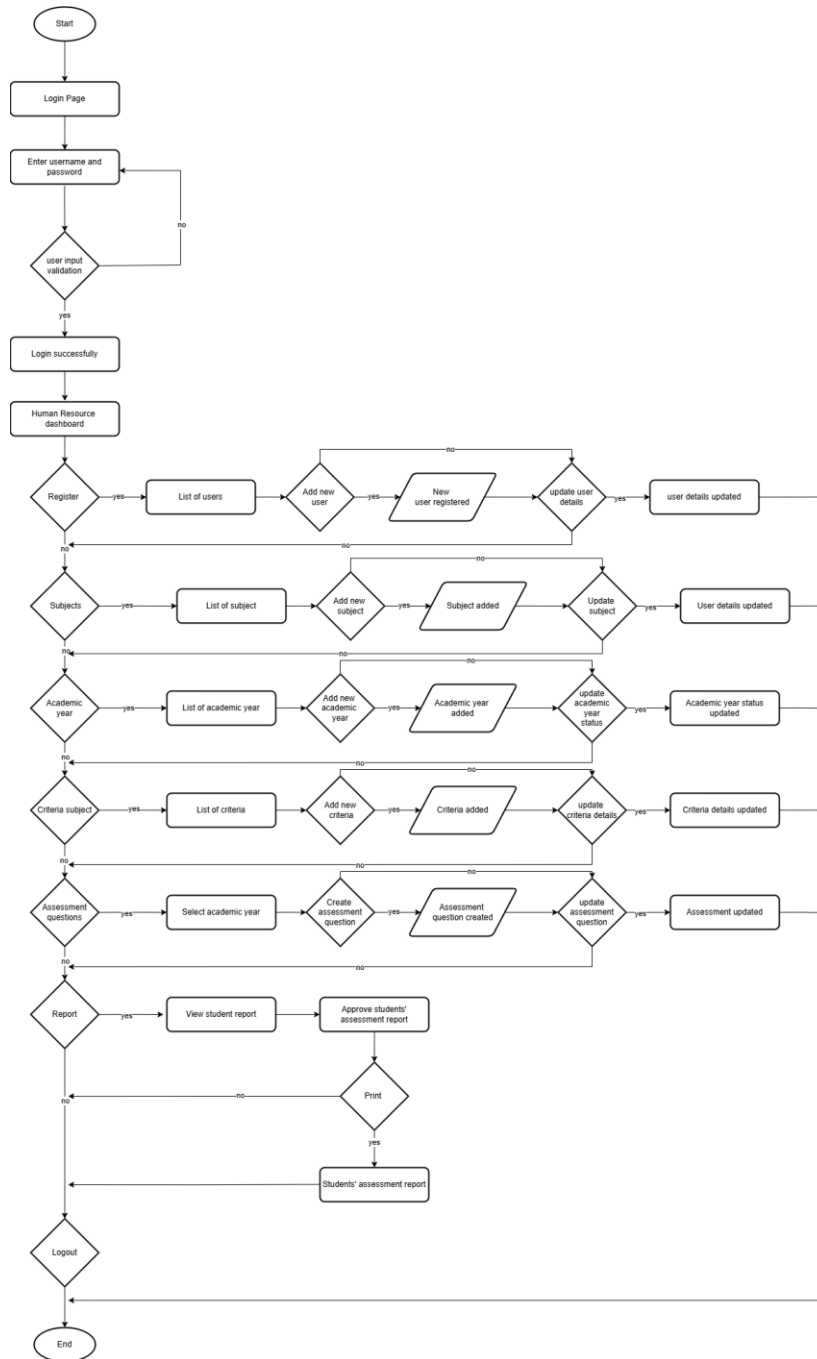 Start
Login Page
Enter username and
password
no
user input
validation
yes
Login successfully
Human Resource
dashboard
no
Register
yes
List of users
Add new
user
yes
New
user registered
update user
details
yes
user details updated
no
no
no
Subjects
yes
List of subject
Add new
subject
yes
Subject added
Update
subject
yes
User details updated
no
no
no
Academic
year
yes
List of academic year
Add new
academic
year
yes
Academic year
added
update
academic
year
status
yes
Academic year status
updated
no
no
no
Criteria subject
yes
List of criteria
Add new
criteria
yes
Criteria added
update
criteria details
yes
Criteria details updated
no
no
no
Assessment
questions
yes
Select academic year
Create
assessment
question
yes
Assessment
question created
update
assessment
question
yes
Assessment updated
no
no
Report
yes
View student report
Approve students'
assessment report
no
no
Print
yes
Students' assessment report
Logout
End